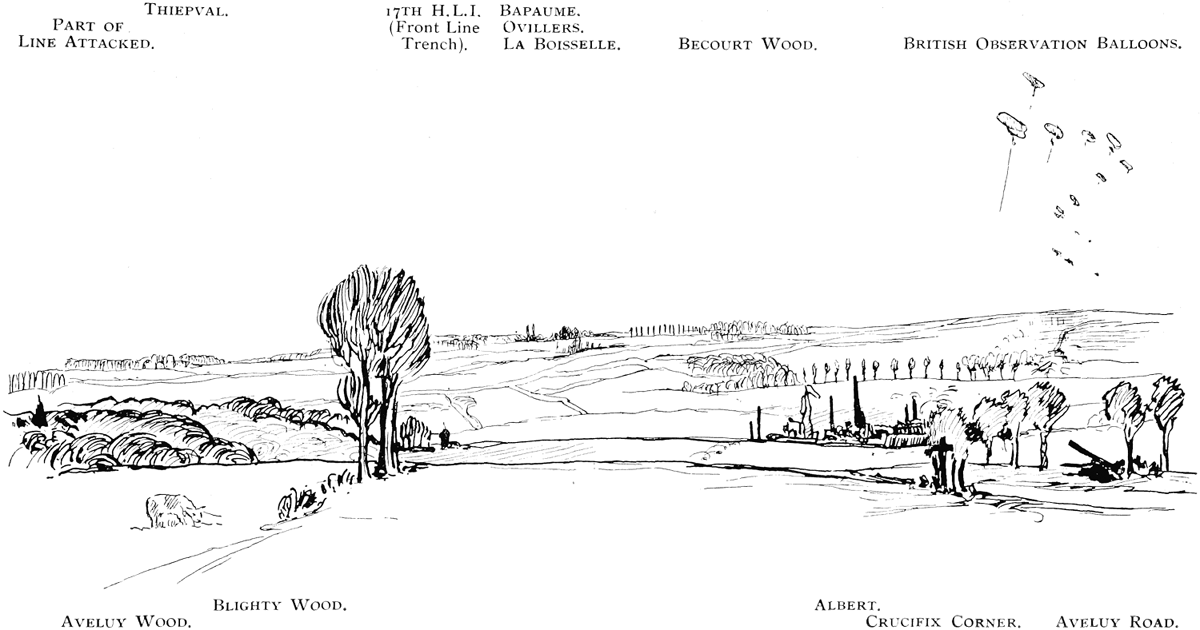 Thiepval.
Part of
Line Attacked.
17th H.L.I.
(Front Line
Trench).
Bapaume.
Ovillers.
La Boisselle.
Becourt Wood.
British Observation Balloons.
Blighty Wood.
Aveluy Wood.
Albert.
Crucifix Corner.
Aveluy Road.